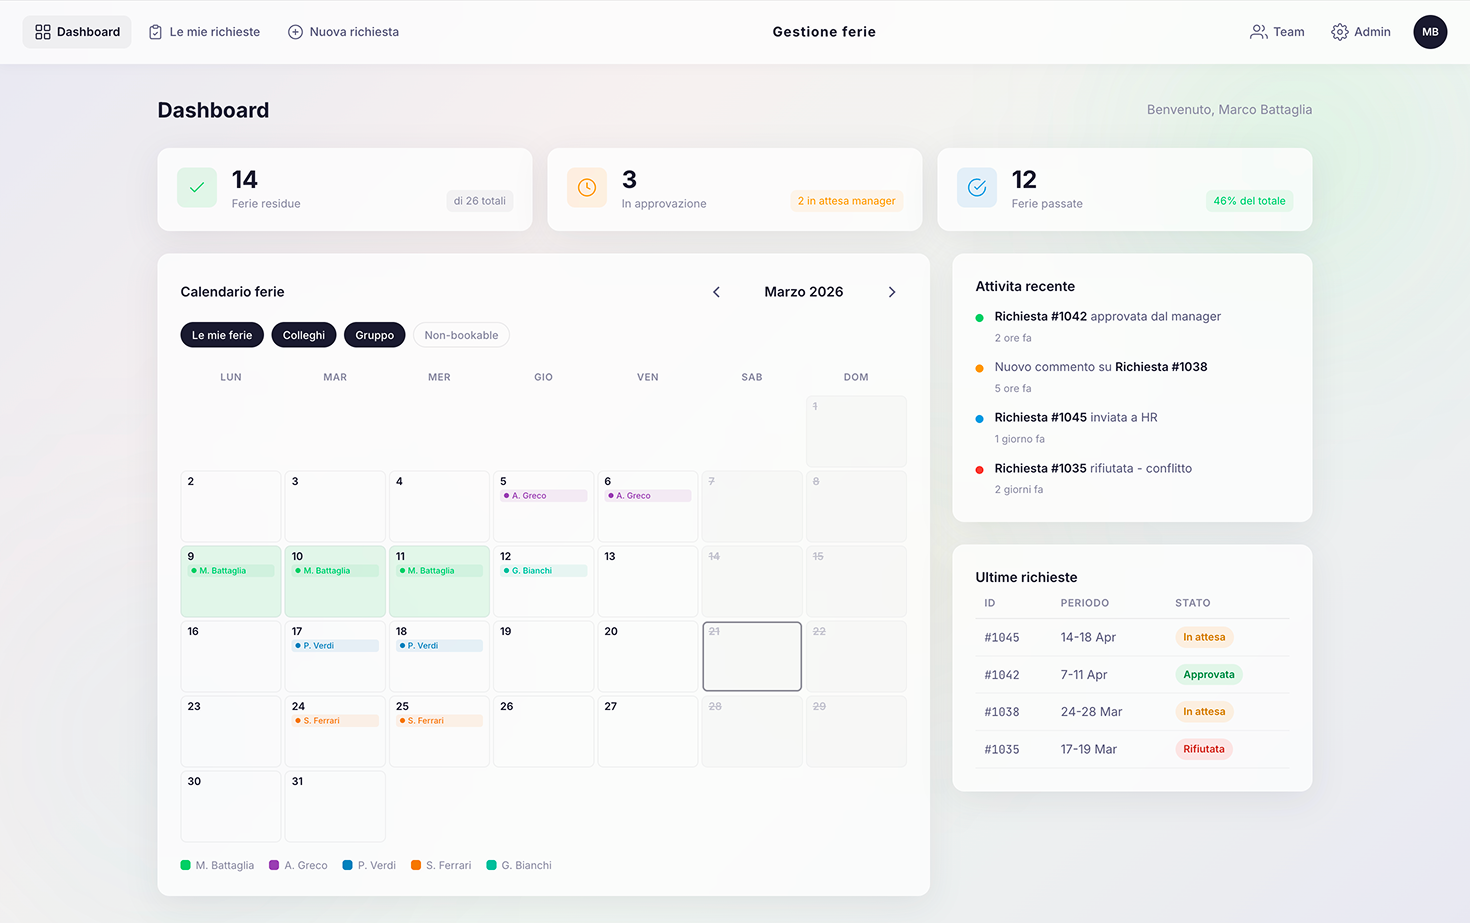 Dashboard
Le mie richieste
Nuova richiesta
Gestione ferie
Team
Admin
MB
Dashboard
Benvenuto, Marco Battaglia
14
Ferie residue
di 26 totali
3
In approvazione
2 in attesa manager
12
Ferie passate
46% del totale
Calendario ferie
Marzo 2026
Le mie ferie
Colleghi
Gruppo
Non-bookable
LUN MAR MER GIO VEN SAB DOM
1
2 3 4 5 6 7 8
A. Greco A. Greco
9 10 11 12 13 14 15
M. Battaglia M. Battaglia M. Battaglia G. Bianchi
16 17 18 19 20 21 22
P. Verdi P. Verdi
23 24 25 26 27 28 29
S. Ferrari S. Ferrari
30 31
M. Battaglia A. Greco P. Verdi S. Ferrari G. Bianchi
Attivita recente
Richiesta #1042 approvata dal manager
2 ore fa
Nuovo commento su Richiesta #1038
5 ore fa
Richiesta #1045 inviata a HR
1 giorno fa
Richiesta #1035 rifiutata - conflitto
2 giorni fa
Ultime richieste
ID PERIODO STATO
#1045 14-18 Apr In attesa
#1042 7-11 Apr Approvata
#1038 24-28 Mar In attesa
#1035 17-19 Mar Rifiutata